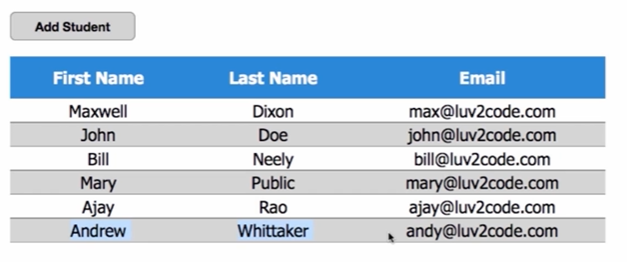 Add Student
First Name Last Name Email
Maxwell Dixon max@luv2code.com
John Doe john@luv2code.com
Bill Neely bill@luv2code.com
Mary Public mary@luv2code.com
Ajay Rao ajay@luv2code.com
Andrew Whittaker andy@luv2code.com